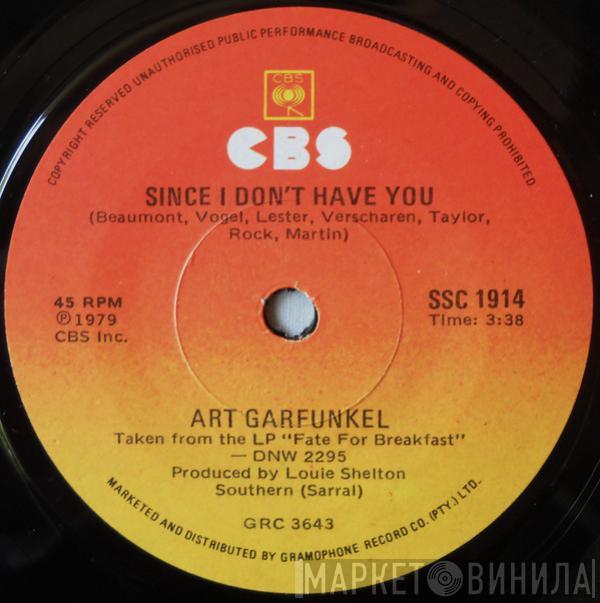 COPYRIGHT RESERVED UNAUTHORISED PUBLIC PERFORMANCE BROADCASTING AND COPYING PROHIBITED
CBS
CBS
SINCE I DON'T HAVE YOU
(Beaumont, Vogel, Lester, Verscharen, Taylor,
Rock, Martin)
45 RPM
℗ 1979
CBS Inc.
SSC 1914
Time: 3:38
ART GARFUNKEL
Taken from the LP "Fate For Breakfast"
— DNW 2295
Produced by Louie Shelton
Southern (Sarral)
GRC 3643
MARKETED AND DISTRIBUTED BY GRAMOPHONE RECORD CO. (PTY.) LTD.
МАРКЕТ ВИНИЛА